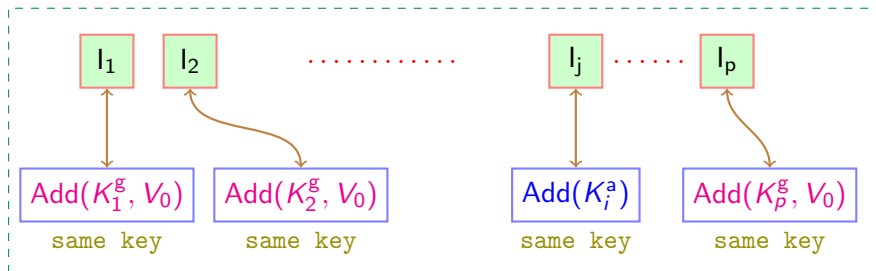 I₁ I₂ ............ Iⱼ ...... Iₚ
Add(K₁ᵍ, V₀) Add(K₂ᵍ, V₀) Add(Kᵢᵃ) Add(Kₚᵍ, V₀)
same key same key same key same key